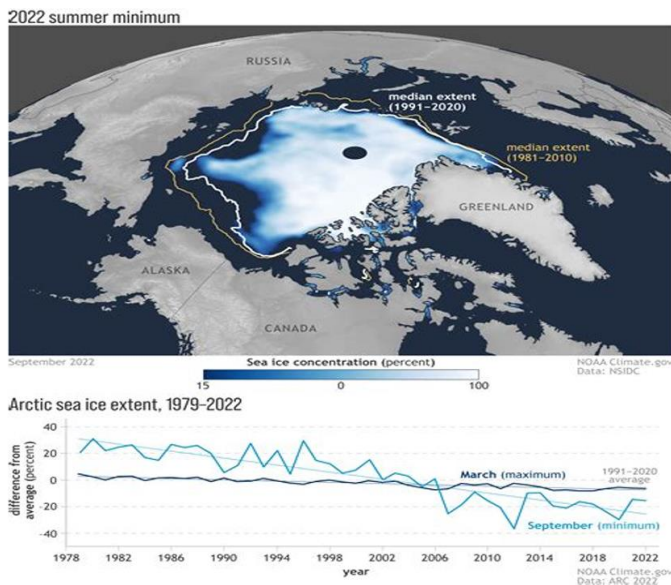 2022 summer minimum
RUSSIA
median extent
(1991–2020)
median extent
(1981–2010)
GREENLAND
ALASKA
CANADA
September 2022
Sea ice concentration (percent)
15 0 100
NOAA Climate.gov
Data: NSIDC
Arctic sea ice extent, 1979–2022
difference from
average (percent)
40
20
0
-20
-40
March (maximum)
1991–2020
average
September (minimum)
1978 1982 1986 1990 1994 1998 2002 2006 2010 2014 2018 2022
year
NOAA Climate.gov
Data: ARC 2022